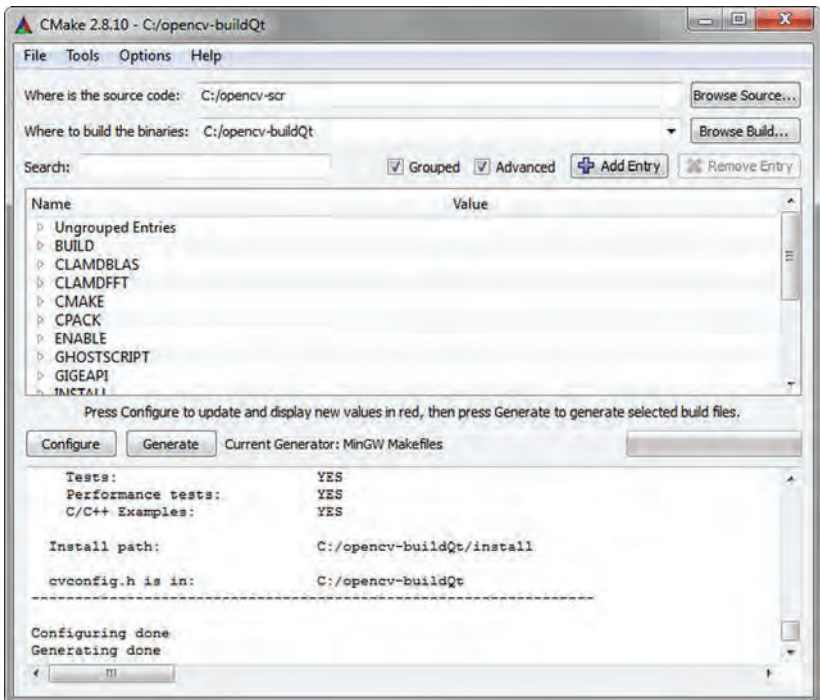 CMake 2.8.10 - C:/opencv-buildQt
File Tools Options Help
Where is the source code: C:/opencv-scr Browse Source...
Where to build the binaries: C:/opencv-buildQt Browse Build...
Search: Grouped Advanced Add Entry Remove Entry
Name Value
Ungrouped Entries
BUILD
CLAMDBLAS
CLAMDFFT
CMAKE
CPACK
ENABLE
GHOSTSCRIPT
GIGEAPI
INSTALL
Press Configure to update and display new values in red, then press Generate to generate selected build files.
Configure Generate Current Generator: MinGW Makefiles
Tests: YES
Performance tests: YES
C/C++ Examples: YES
Install path: C:/opencv-buildQt/install
cvconfig.h is in: C:/opencv-buildQt
-----------------------------------------------------------------
Configuring done
Generating done